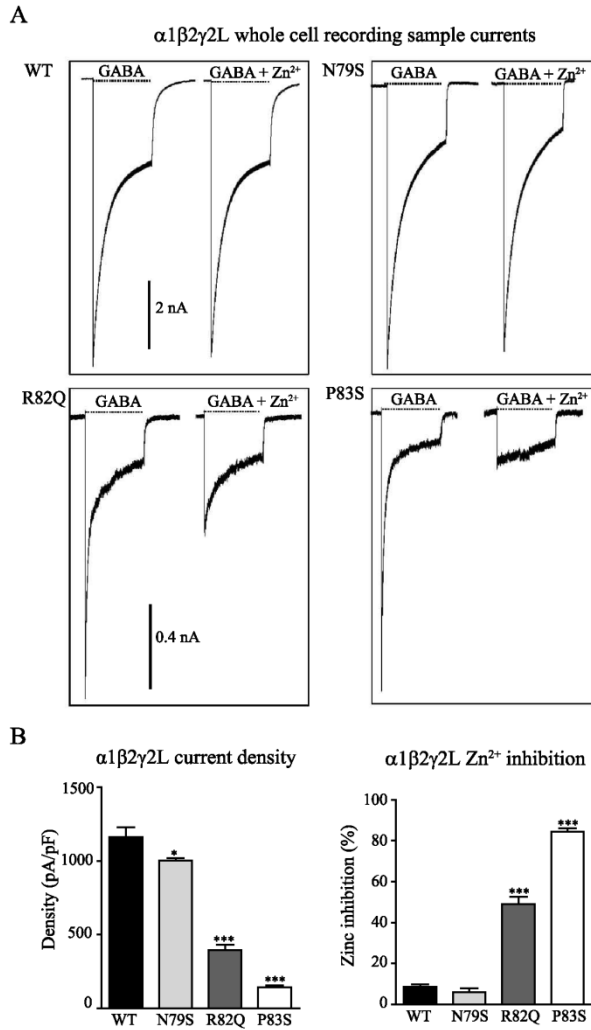 A
α1β2γ2L whole cell recording sample currents
WT
GABA
GABA + Zn²⁺
2 nA
N79S
GABA
GABA + Zn²⁺
R82Q
GABA
GABA + Zn²⁺
0.4 nA
P83S
GABA
GABA + Zn²⁺
B
α1β2γ2L current density
Density (pA/pF)
1500
1000
500
0
*
***
***
WT N79S R82Q P83S
α1β2γ2L Zn²⁺ inhibition
Zinc inhibition (%)
100
80
60
40
20
0
***
***
WT N79S R82Q P83S